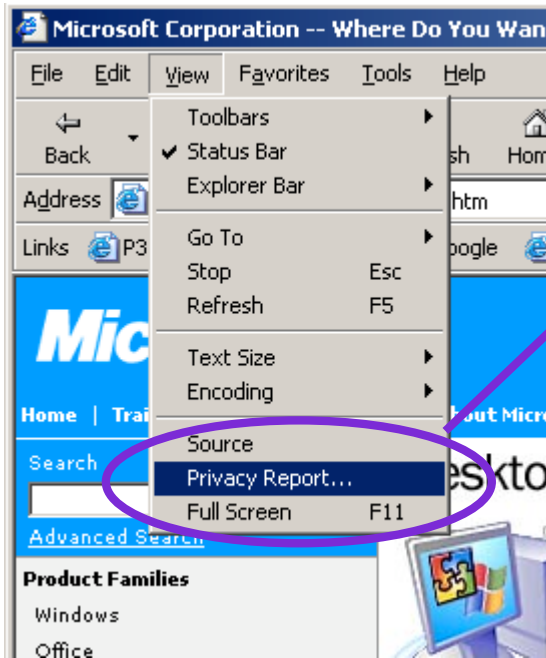 Microsoft Corporation -- Where Do You Wan
File Edit View Favorites Tools Help
Toolbars
Back
Status Bar
sh Hom
Explorer Bar
Address
htm
Links P3
Go To
oogle
Stop Esc
Refresh F5
Mic
Text Size
Encoding
Home | Trai
bout Micro
Source
Search
Privacy Report...
eskto
Full Screen F11
Advanced Search
Product Families
Windows
Office